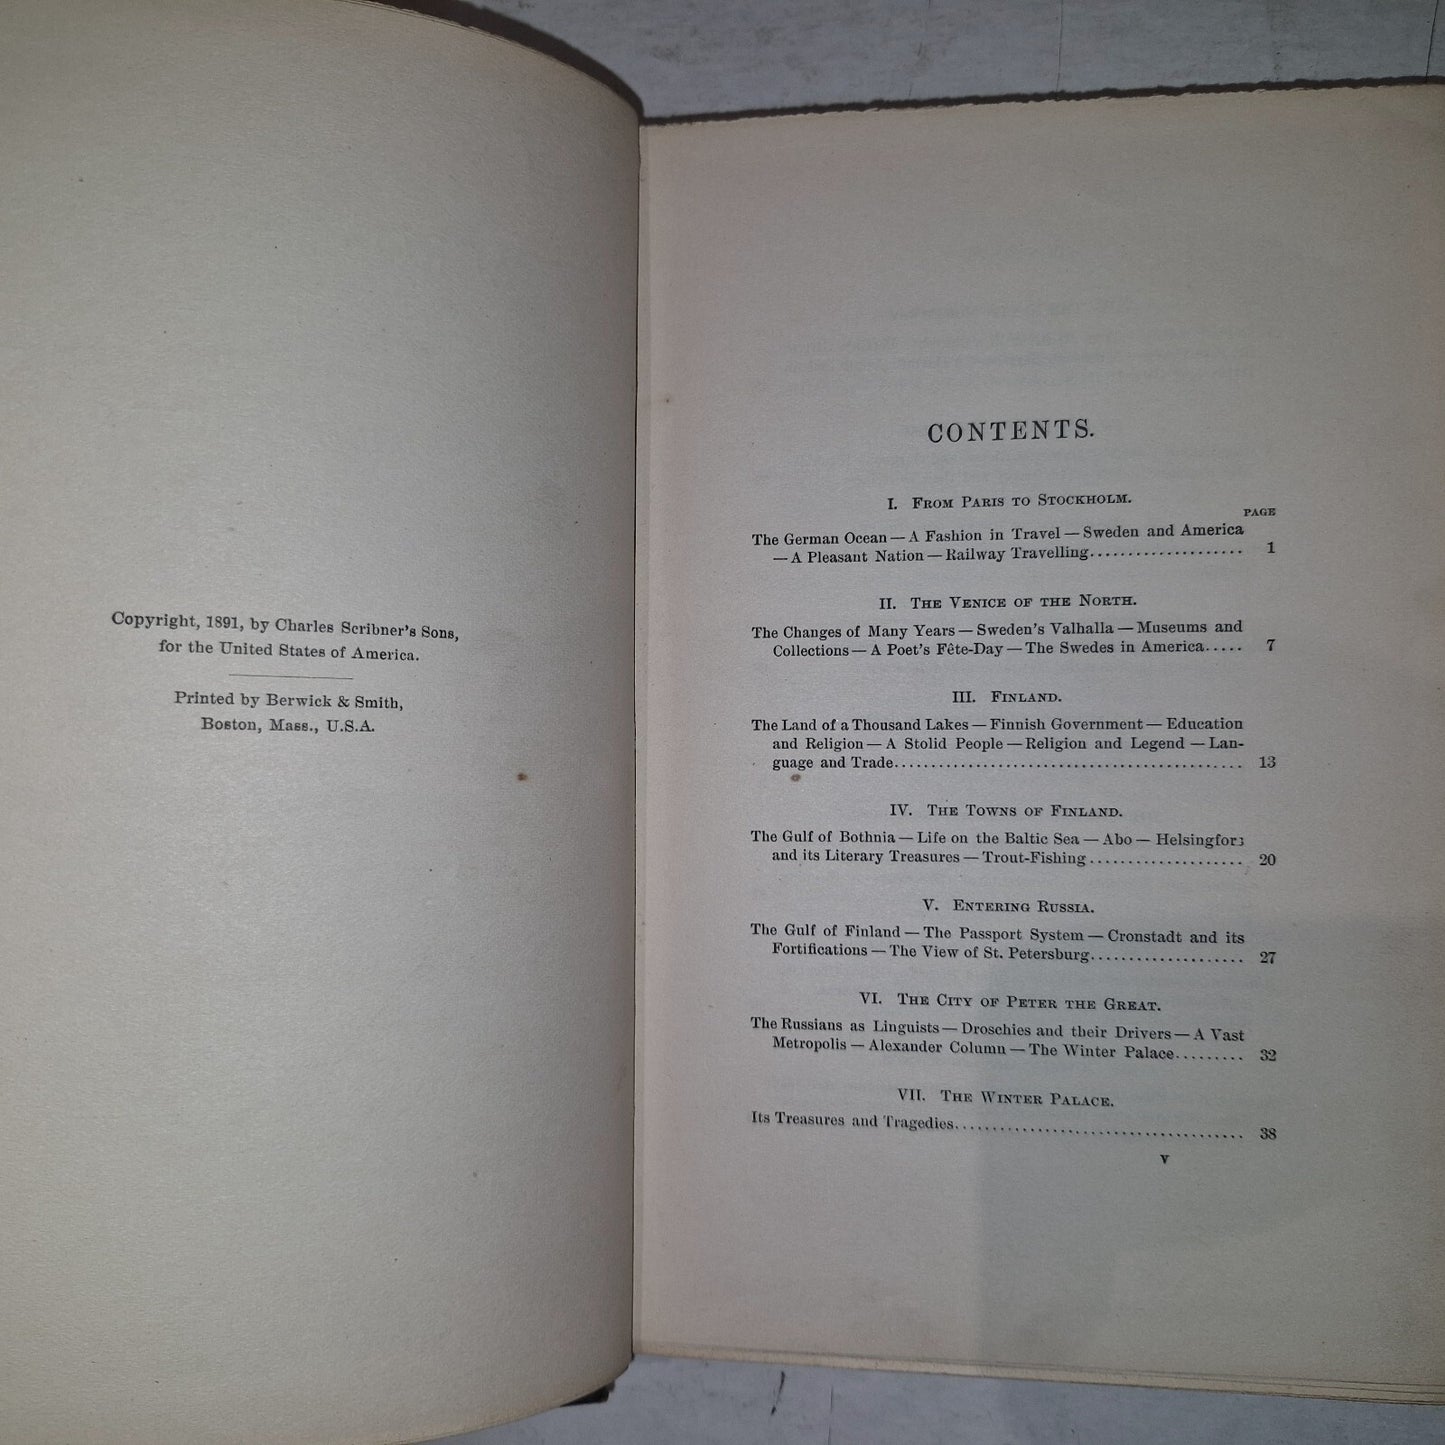 Copyright, 1891, by Charles Scribner's Sons,
for the United States of America.
Printed by Berwick & Smith,
Boston, Mass., U.S.A.
CONTENTS.
I. From Paris to Stockholm.
PAGE
The German Ocean — A Fashion in Travel — Sweden and America
— A Pleasant Nation — Railway Travelling.................... 1
II. The Venice of the North.
The Changes of Many Years — Sweden's Valhalla — Museums and
Collections — A Poet's Fête-Day — The Swedes in America..... 7
III. Finland.
The Land of a Thousand Lakes — Finnish Government — Education
and Religion — A Stolid People — Religion and Legend — Lan-
guage and Trade.............................................. 13
IV. The Towns of Finland.
The Gulf of Bothnia — Life on the Baltic Sea — Abo — Helsingfors
and its Literary Treasures — Trout-Fishing .................... 20
V. Entering Russia.
The Gulf of Finland — The Passport System — Cronstadt and its
Fortifications — The View of St. Petersburg.................... 27
VI. The City of Peter the Great.
The Russians as Linguists — Droschies and their Drivers — A Vast
Metropolis — Alexander Column — The Winter Palace......... 32
VII. The Winter Palace.
Its Treasures and Tragedies..................................... 38
v